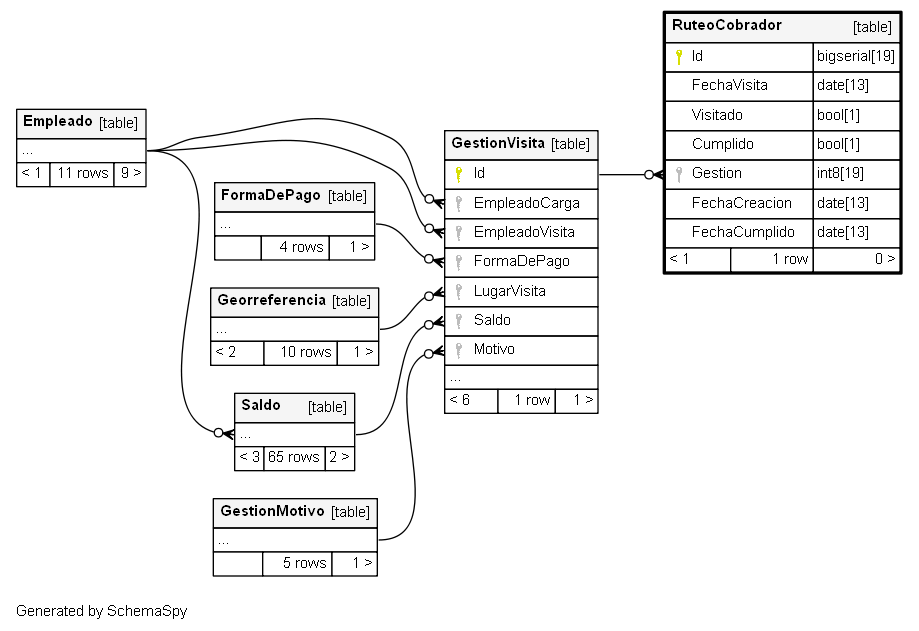 Empleado [table]
...
< 1 11 rows 9 >
FormaDePago [table]
...
4 rows 1 >
Georreferencia [table]
...
< 2 10 rows 1 >
Saldo [table]
...
< 3 65 rows 2 >
GestionMotivo [table]
...
5 rows 1 >
GestionVisita [table]
Id
EmpleadoCarga
EmpleadoVisita
FormaDePago
LugarVisita
Saldo
Motivo
...
< 6 1 row 1 >
RuteoCobrador [table]
Id bigserial[19]
FechaVisita date[13]
Visitado bool[1]
Cumplido bool[1]
Gestion int8[19]
FechaCreacion date[13]
FechaCumplido date[13]
< 1 1 row 0 >
Generated by SchemaSpy